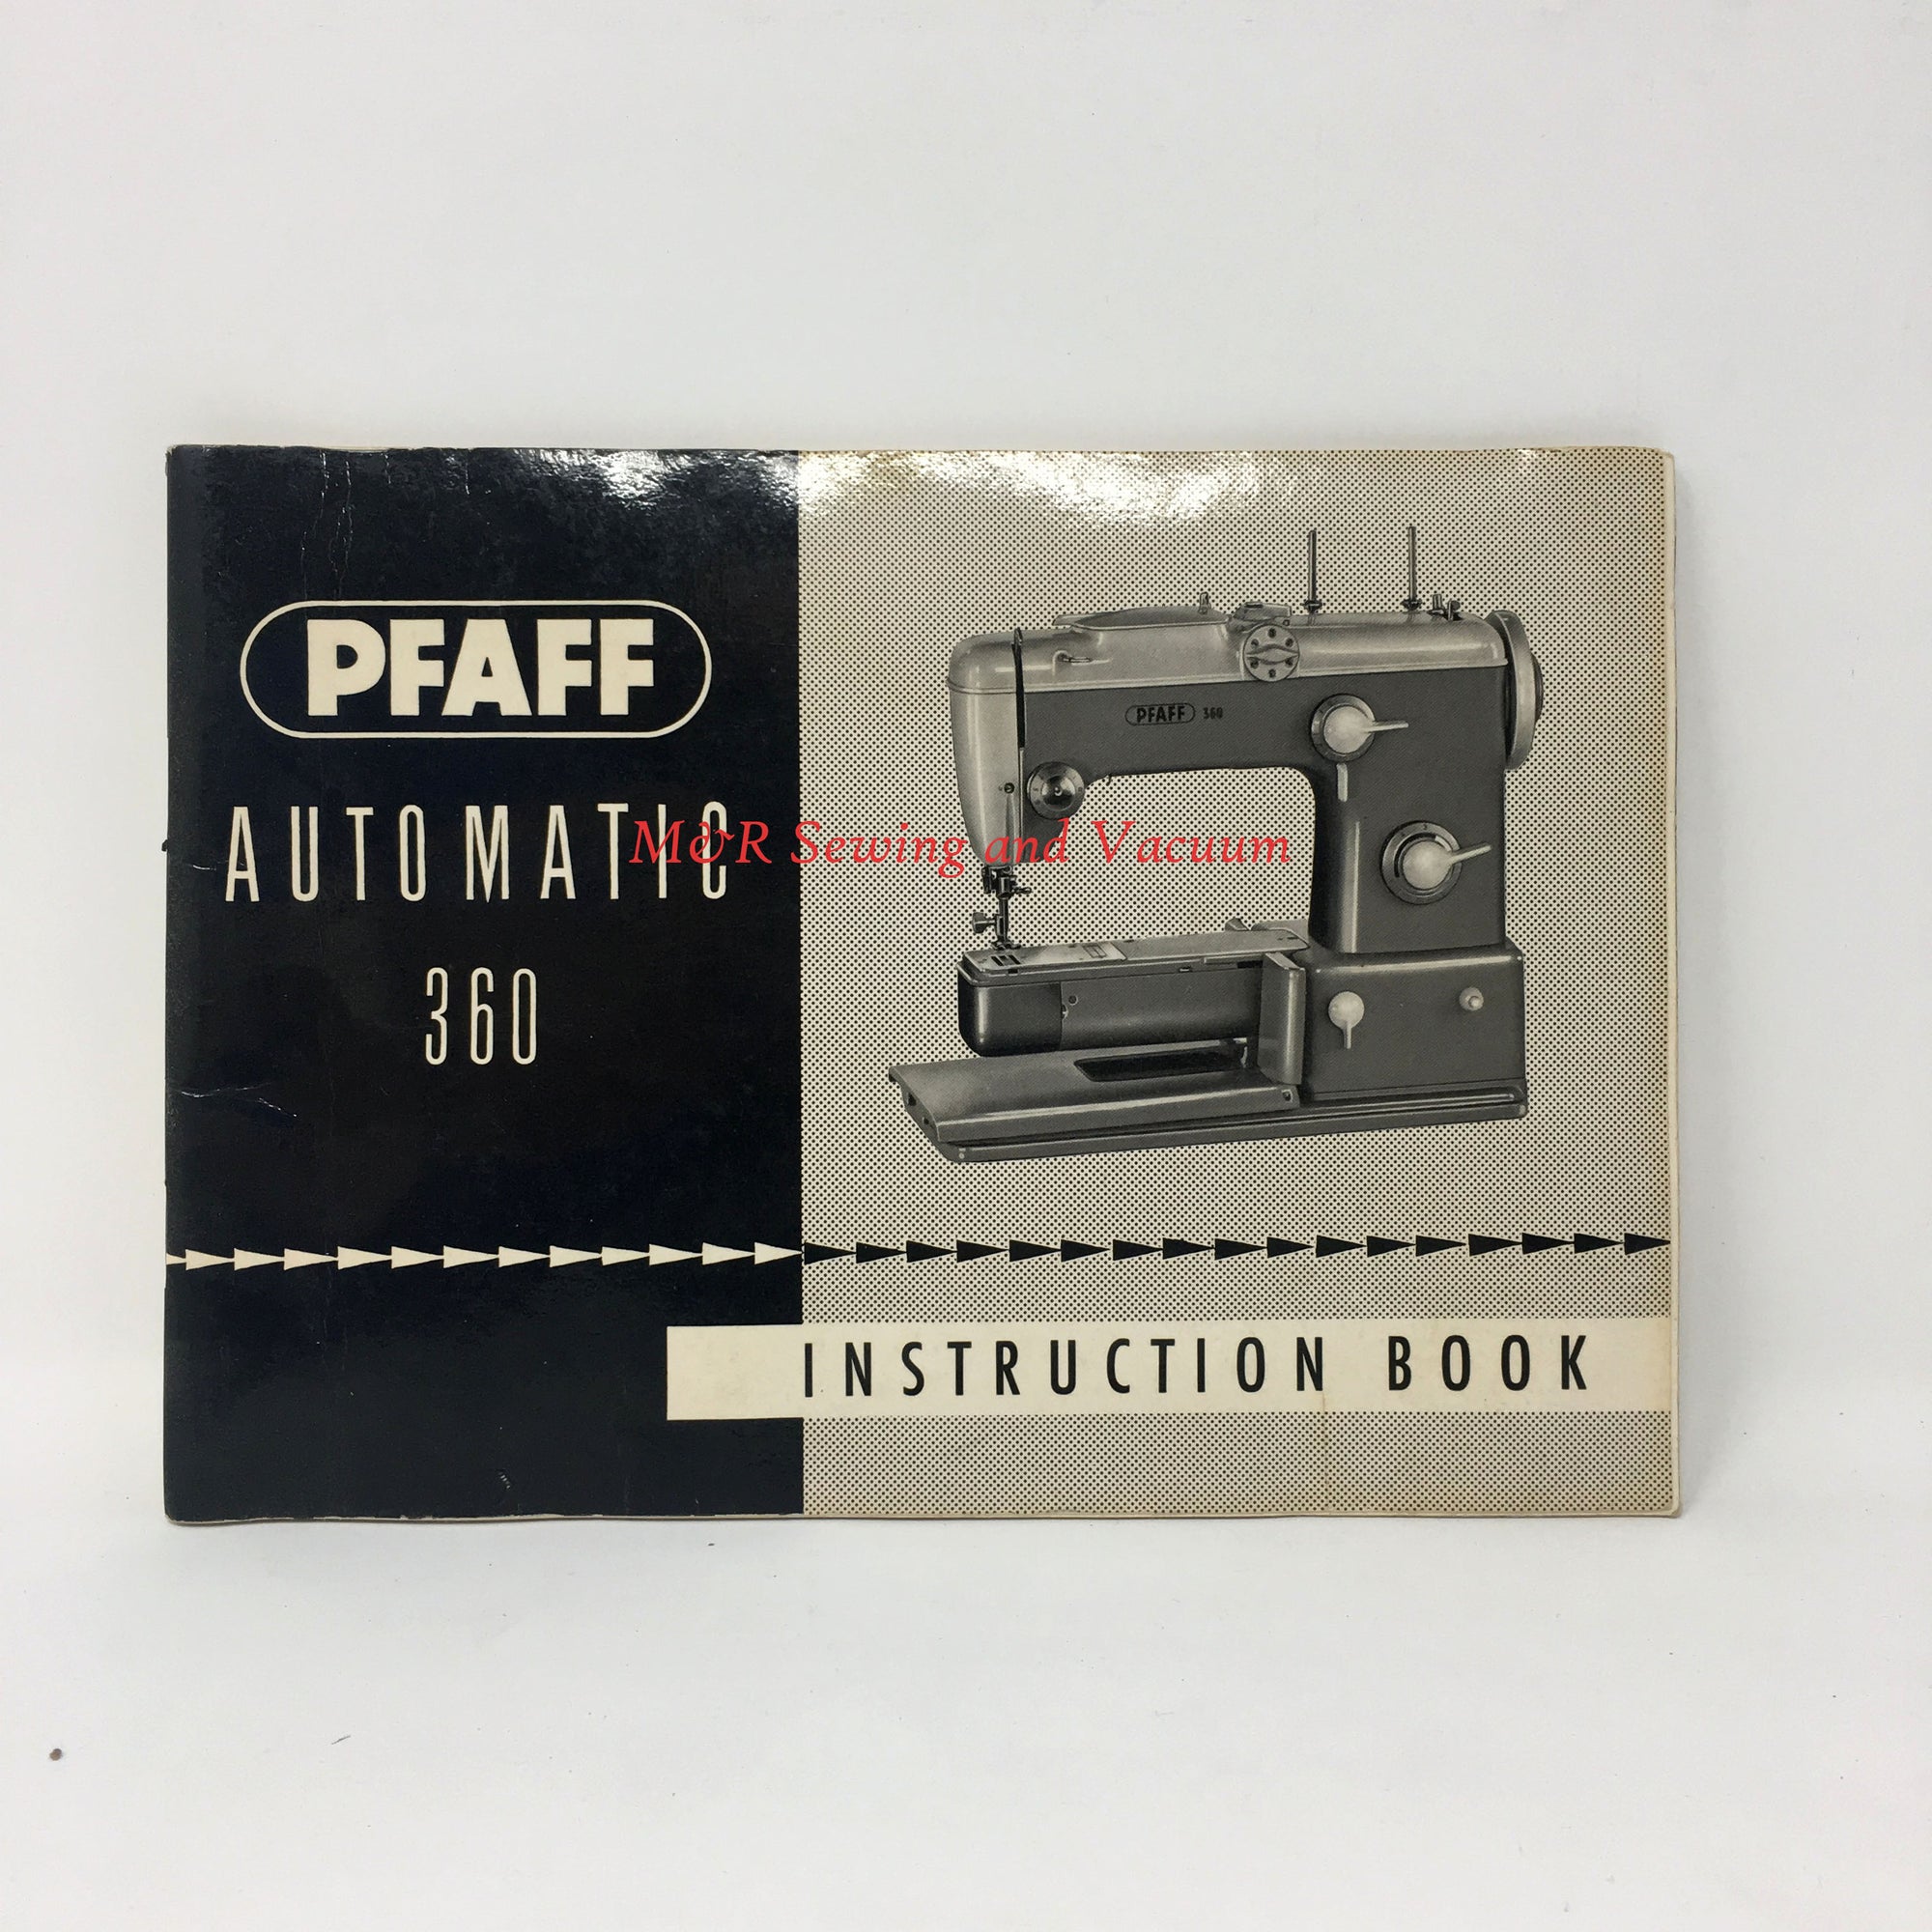 PFAFF
AUTOMATIC
360
PFAFF 360
M&R Sewing and Vacuum
INSTRUCTION BOOK